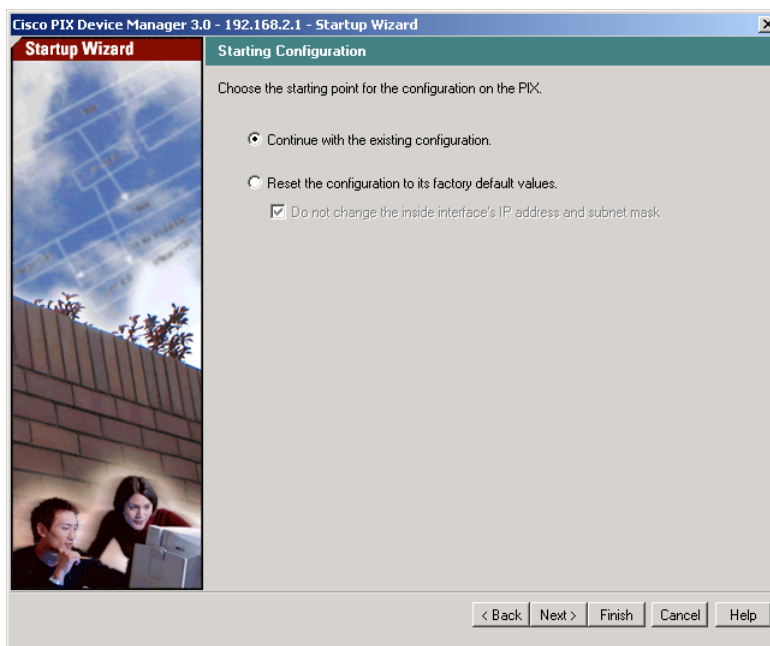 Cisco PIX Device Manager 3.0 - 192.168.2.1 - Startup Wizard
Startup Wizard
Starting Configuration
Choose the starting point for the configuration on the PIX.
Continue with the existing configuration.
Reset the configuration to its factory default values.
Do not change the inside interface's IP address and subnet mask
< Back
Next >
Finish
Cancel
Help